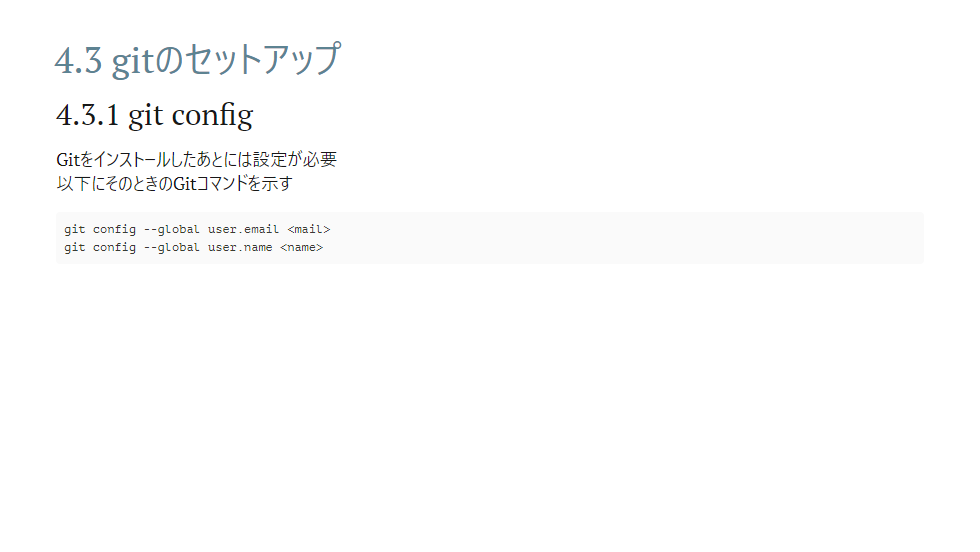 4.3 gitのセットアップ
4.3.1 git config
Gitをインストールしたあとには設定が必要
以下にそのときのGitコマンドを示す
git config --global user.email <mail>
git config --global user.name <name>